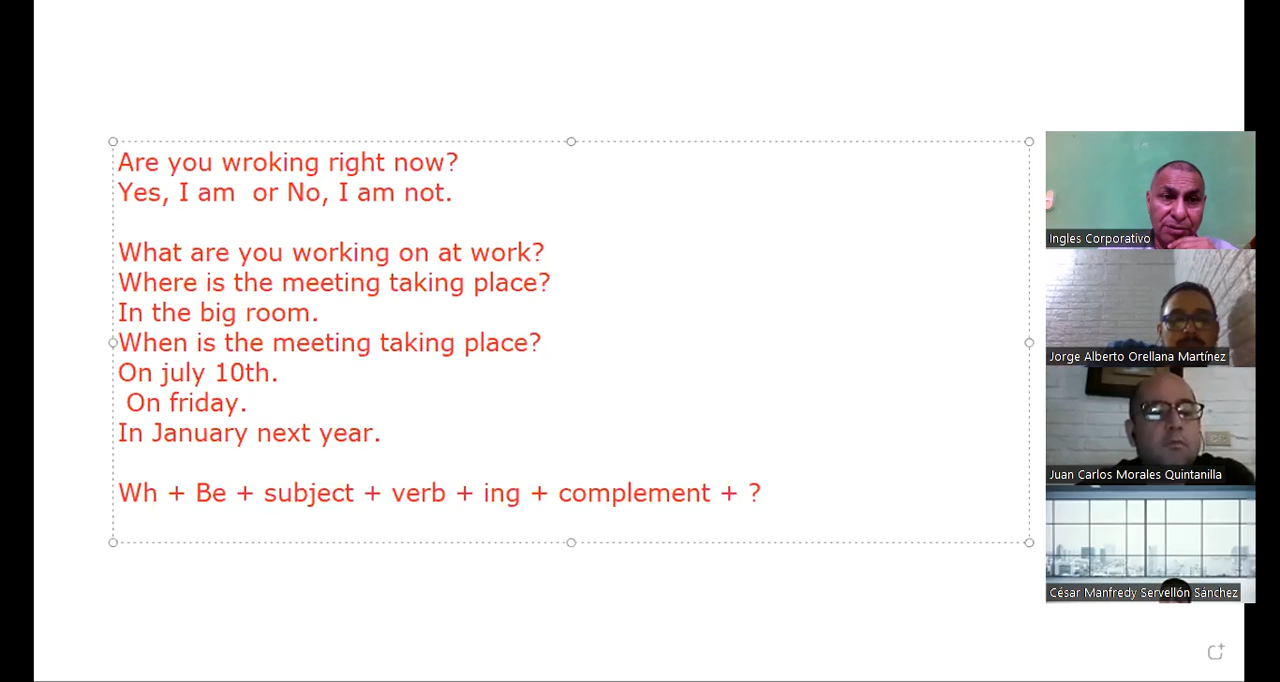 Are you wroking right now?
Yes, I am  or No, I am not.
What are you working on at work?
Where is the meeting taking place?
In the big room.
When is the meeting taking place?
On july 10th.
On friday.
In January next year.
Wh + Be + subject + verb + ing + complement + ?
Ingles Corporativo
Jorge Alberto Orellana Martínez
Juan Carlos Morales Quintanilla
César Manfredy Servellón Sánchez